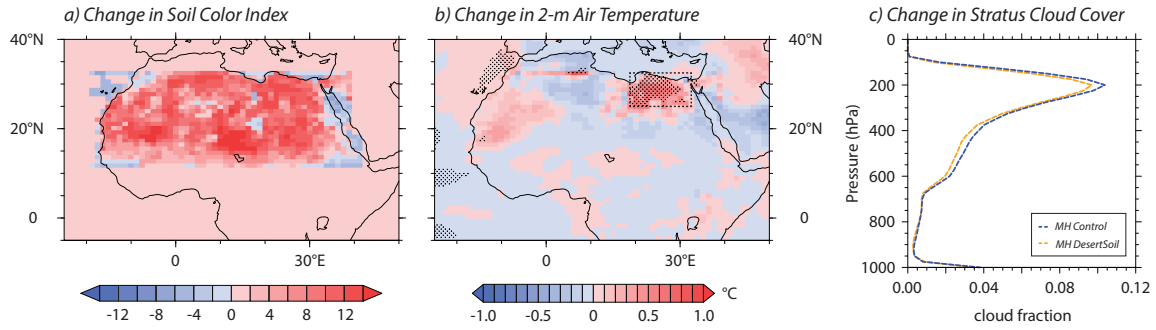 a) Change in Soil Color Index
b) Change in 2-m Air Temperature
c) Change in Stratus Cloud Cover
40°N
20°N
0
0
30°E
-12 -8 -4 0 4 8 12
0
30°E
40°N
20°N
0
-1.0 -0.5 0 0.5 1.0
°C
Pressure (hPa)
0
200
400
600
800
1000
MH Control
MH DesertSoil
0.00 0.04 0.08 0.12
cloud fraction